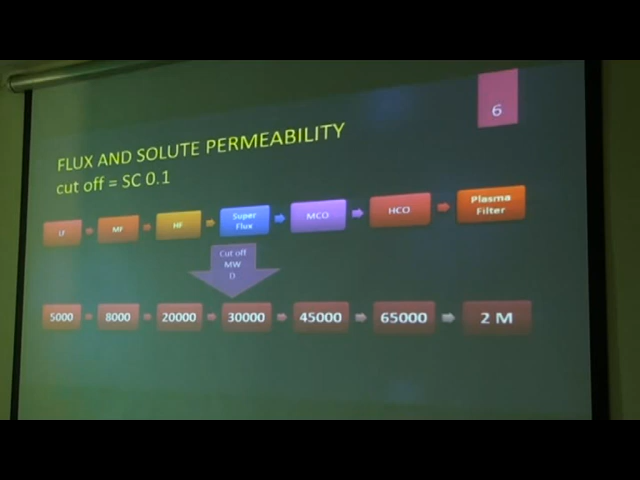 6
FLUX AND SOLUTE PERMEABILITY
cut off = SC 0.1
LF MF HF Super Flux MCO HCO Plasma Filter
Cut off
MW
D
5000 8000 20000 30000 45000 65000 2 M